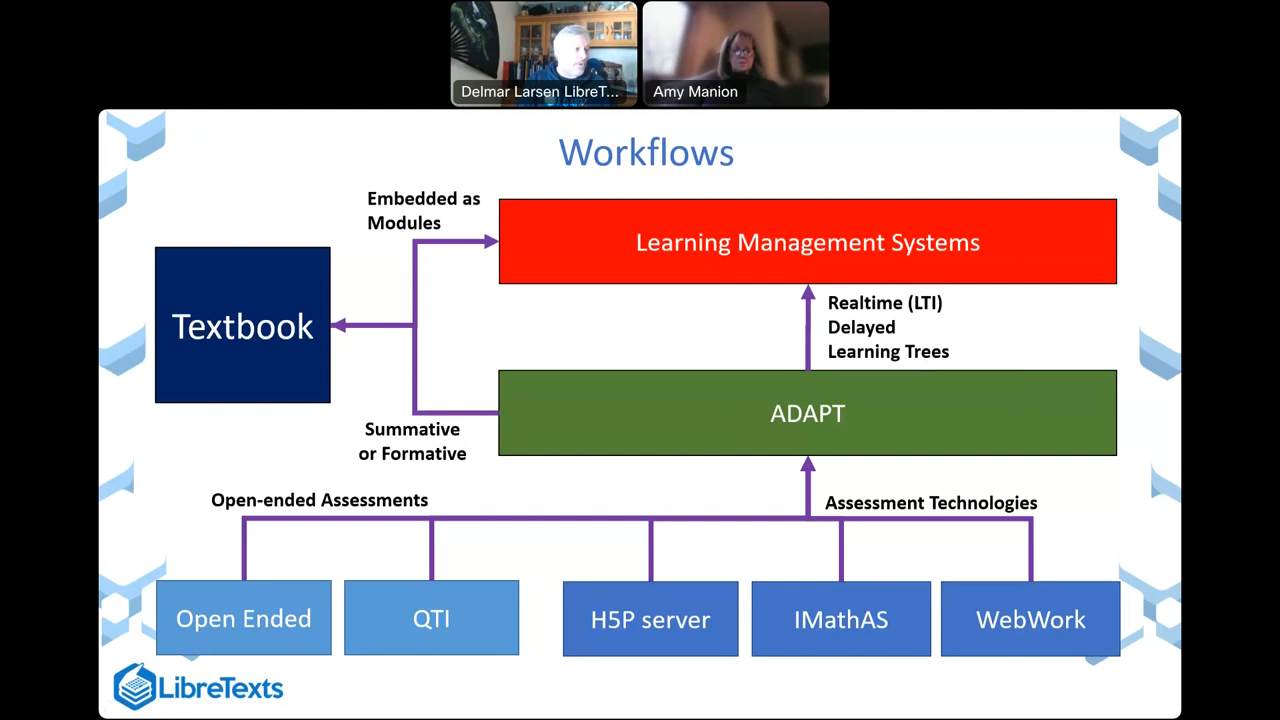 Delmar Larsen LibreT...
Amy Manion
Workflows
Embedded as
Modules
Learning Management Systems
Textbook
Realtime (LTI)
Delayed
Learning Trees
ADAPT
Summative
or Formative
Open-ended Assessments
Assessment Technologies
Open Ended
QTI
H5P server
IMathAS
WebWork
LibreTexts